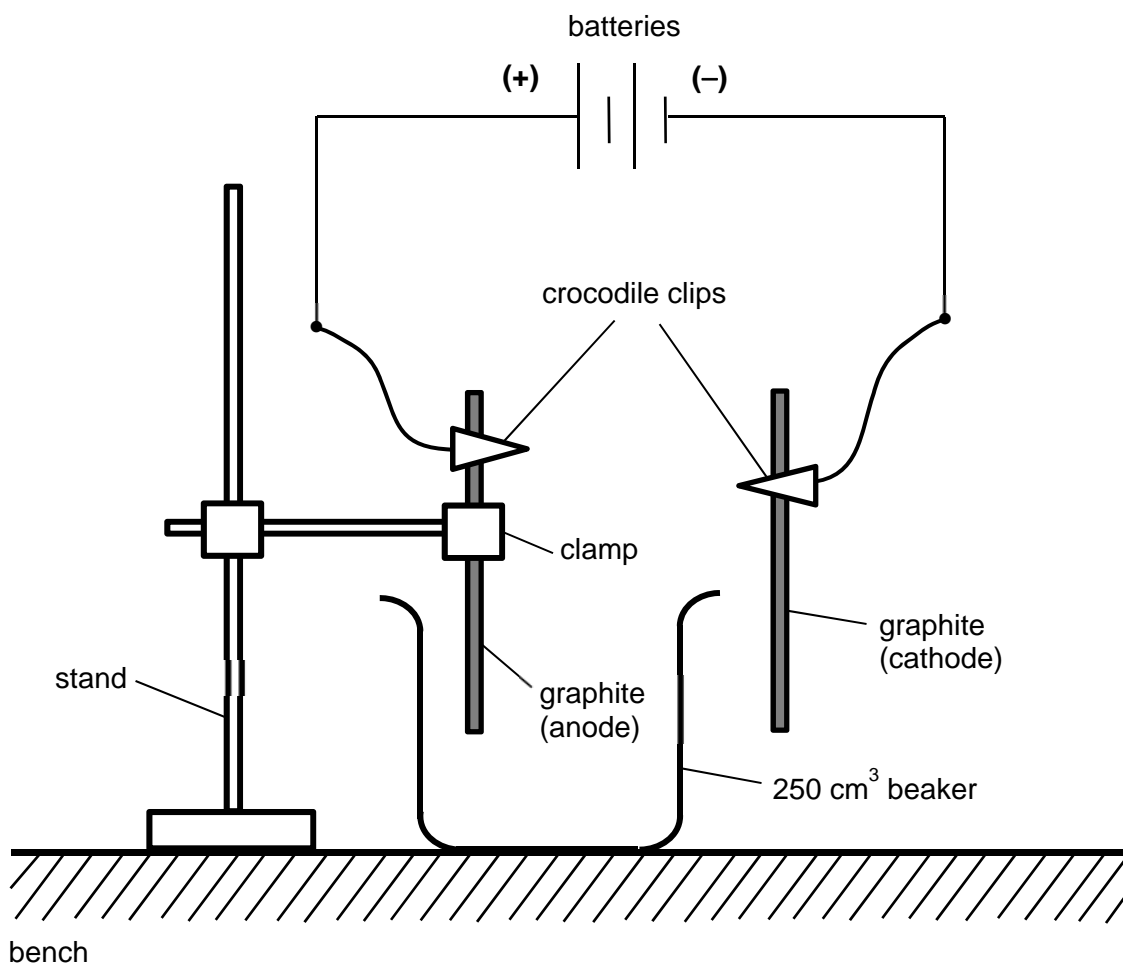 batteries
(+)
(–)
crocodile clips
clamp
graphite
(cathode)
stand
graphite
(anode)
250 cm³ beaker
bench